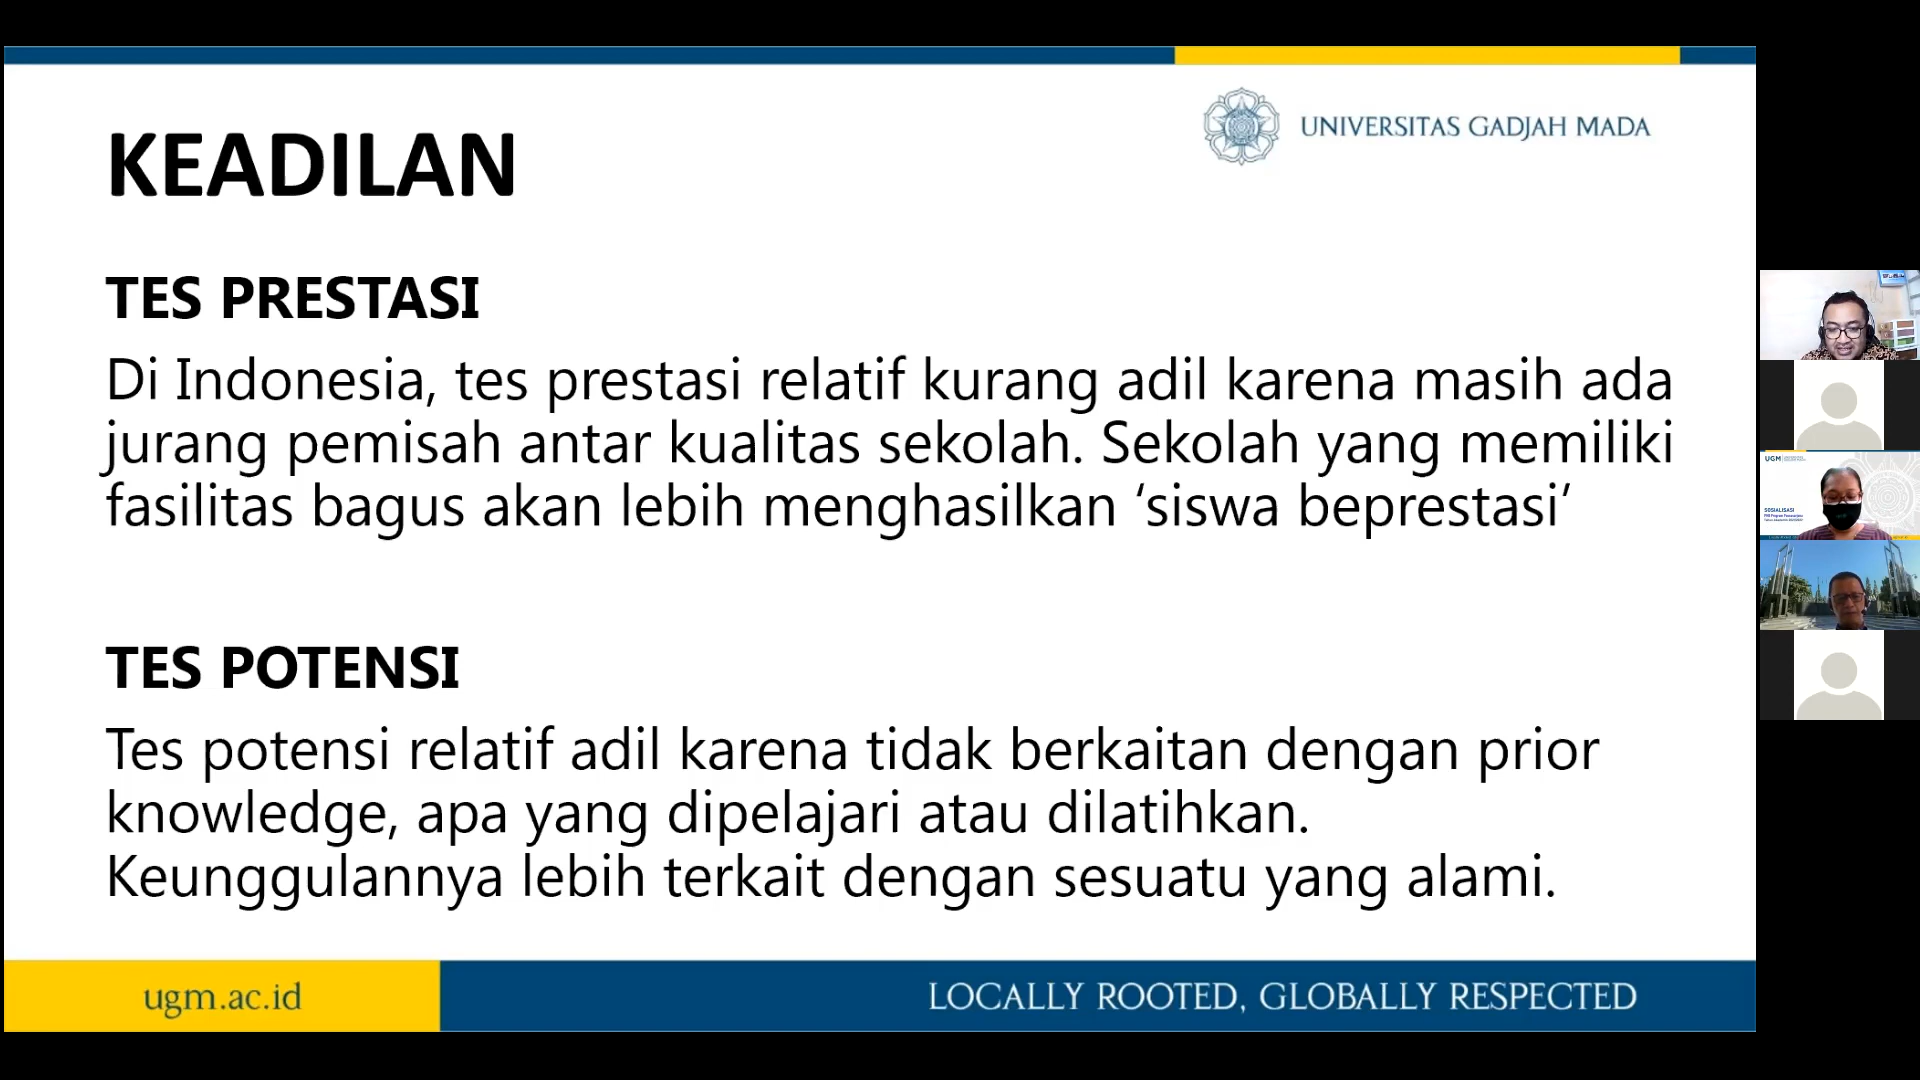 UNIVERSITAS GADJAH MADA
KEADILAN
TES PRESTASI
Di Indonesia, tes prestasi relatif kurang adil karena masih ada
jurang pemisah antar kualitas sekolah. Sekolah yang memiliki
fasilitas bagus akan lebih menghasilkan ‘siswa beprestasi’
TES POTENSI
Tes potensi relatif adil karena tidak berkaitan dengan prior
knowledge, apa yang dipelajari atau dilatihkan.
Keunggulannya lebih terkait dengan sesuatu yang alami.
ugm.ac.id
LOCALLY ROOTED, GLOBALLY RESPECTED
UGM
SOSIALISASI